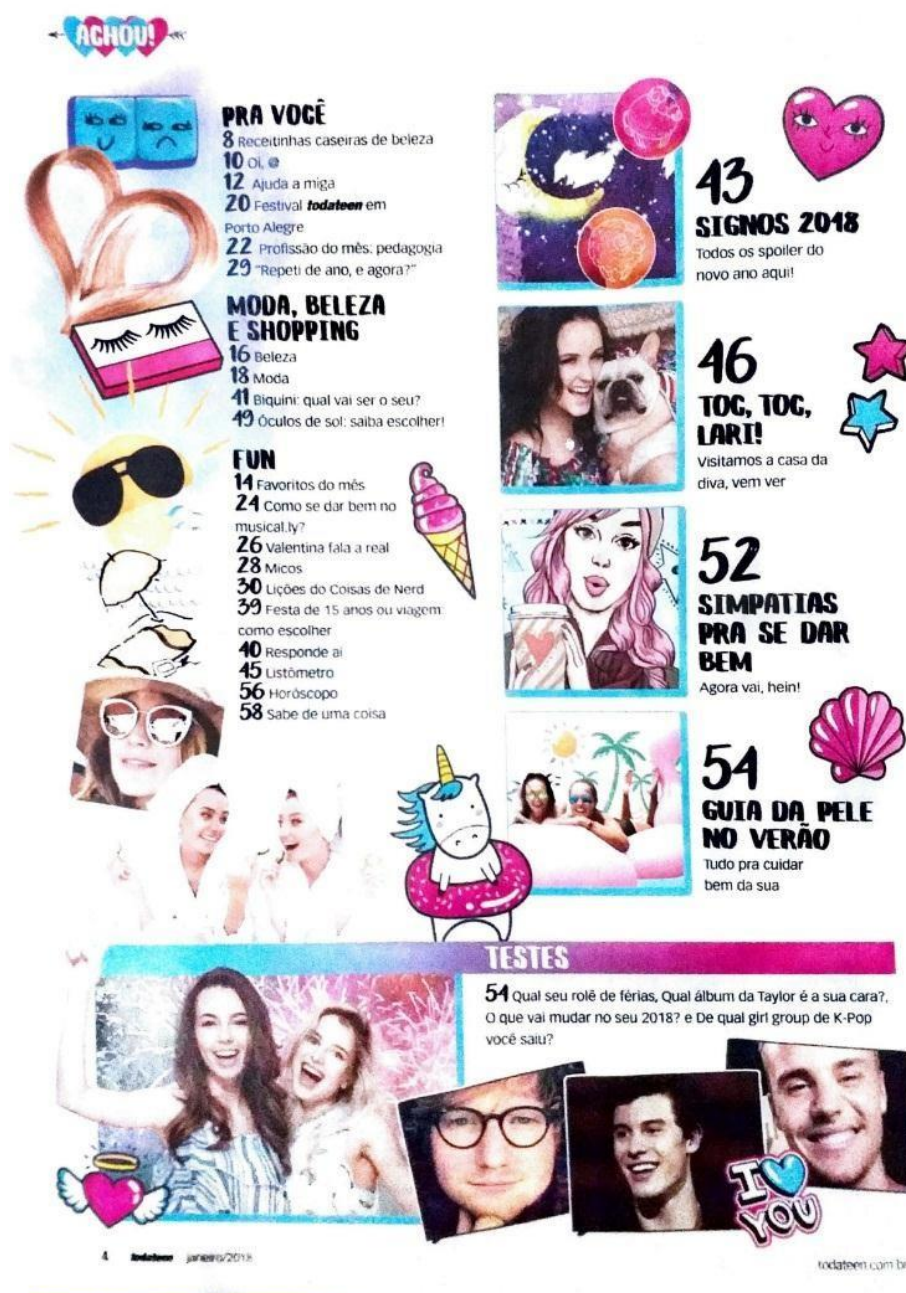 ACHOU!
PRA VOCÊ
8 Receitinhas caseiras de beleza
10 Oi, @
12 Ajuda a miga
20 Festival todateen em
Porto Alegre
22 Profissão do mês: pedagogia
29 "Repeti de ano, e agora?"
MODA, BELEZA
E SHOPPING
16 Beleza
18 Moda
41 Biquini: qual vai ser o seu?
49 Óculos de sol: saiba escolher!
FUN
14 Favoritos do mês
24 Como se dar bem no
musical.ly?
26 Valentina fala a real
28 Micos
30 Lições do Coisas de Nerd
39 Festa de 15 anos ou viagem:
como escolher
40 Responde aí
45 Listômetro
56 Horóscopo
58 Sabe de uma coisa
43
SIGNOS 2018
Todos os spoiler do
novo ano aqui!
46
TOC, TOC,
LARI!
Visitamos a casa da
diva, vem ver
52
SIMPATIAS
PRA SE DAR
BEM
Agora vai, hein!
54
GUIA DA PELE
NO VERÃO
Tudo pra cuidar
bem da sua
TESTES
54 Qual seu rolê de férias, Qual álbum da Taylor é a sua cara?,
O que vai mudar no seu 2018? e De qual girl group de K-Pop
você saiu?
I YOU
4 todateen janeiro/2018
todateen.com.br